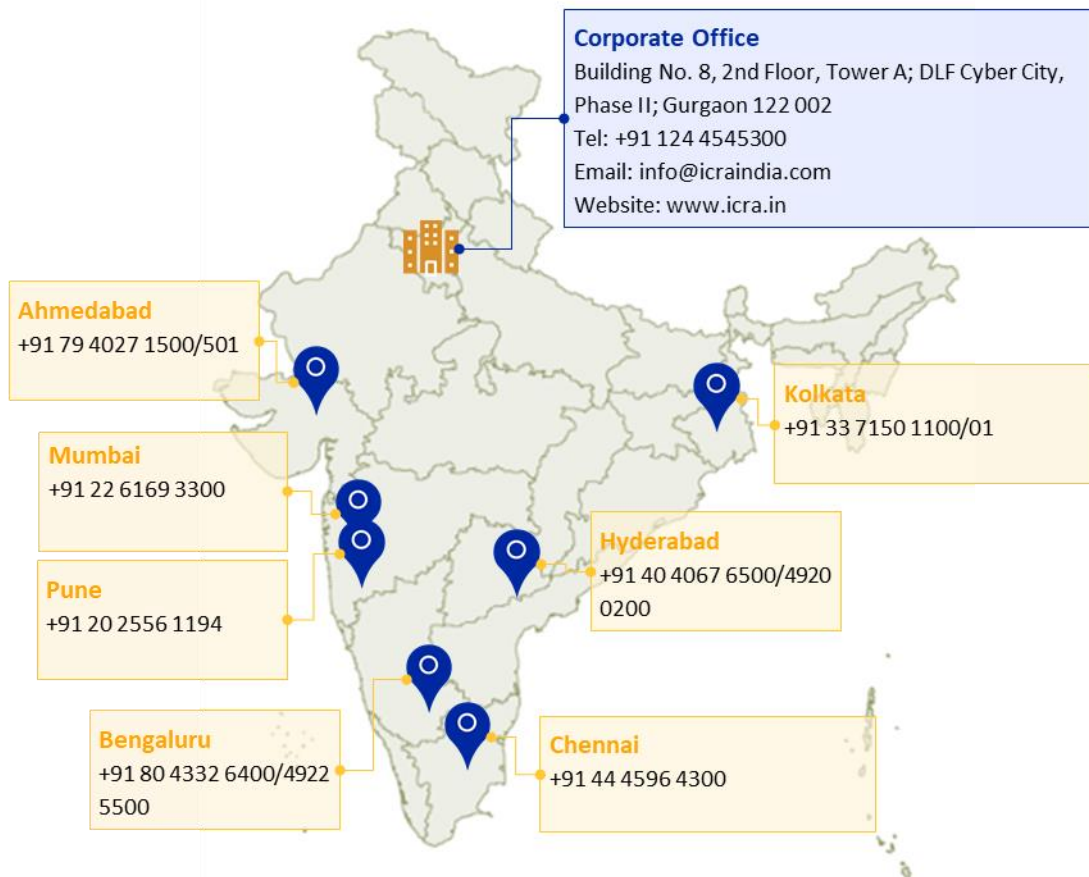 Corporate Office
Building No. 8, 2nd Floor, Tower A; DLF Cyber City,
Phase II; Gurgaon 122 002
Tel: +91 124 4545300
Email: info@icraindia.com
Website: www.icra.in
Ahmedabad
+91 79 4027 1500/501
Kolkata
+91 33 7150 1100/01
Mumbai
+91 22 6169 3300
Hyderabad
+91 40 4067 6500/4920
0200
Pune
+91 20 2556 1194
Bengaluru
+91 80 4332 6400/4922
5500
Chennai
+91 44 4596 4300